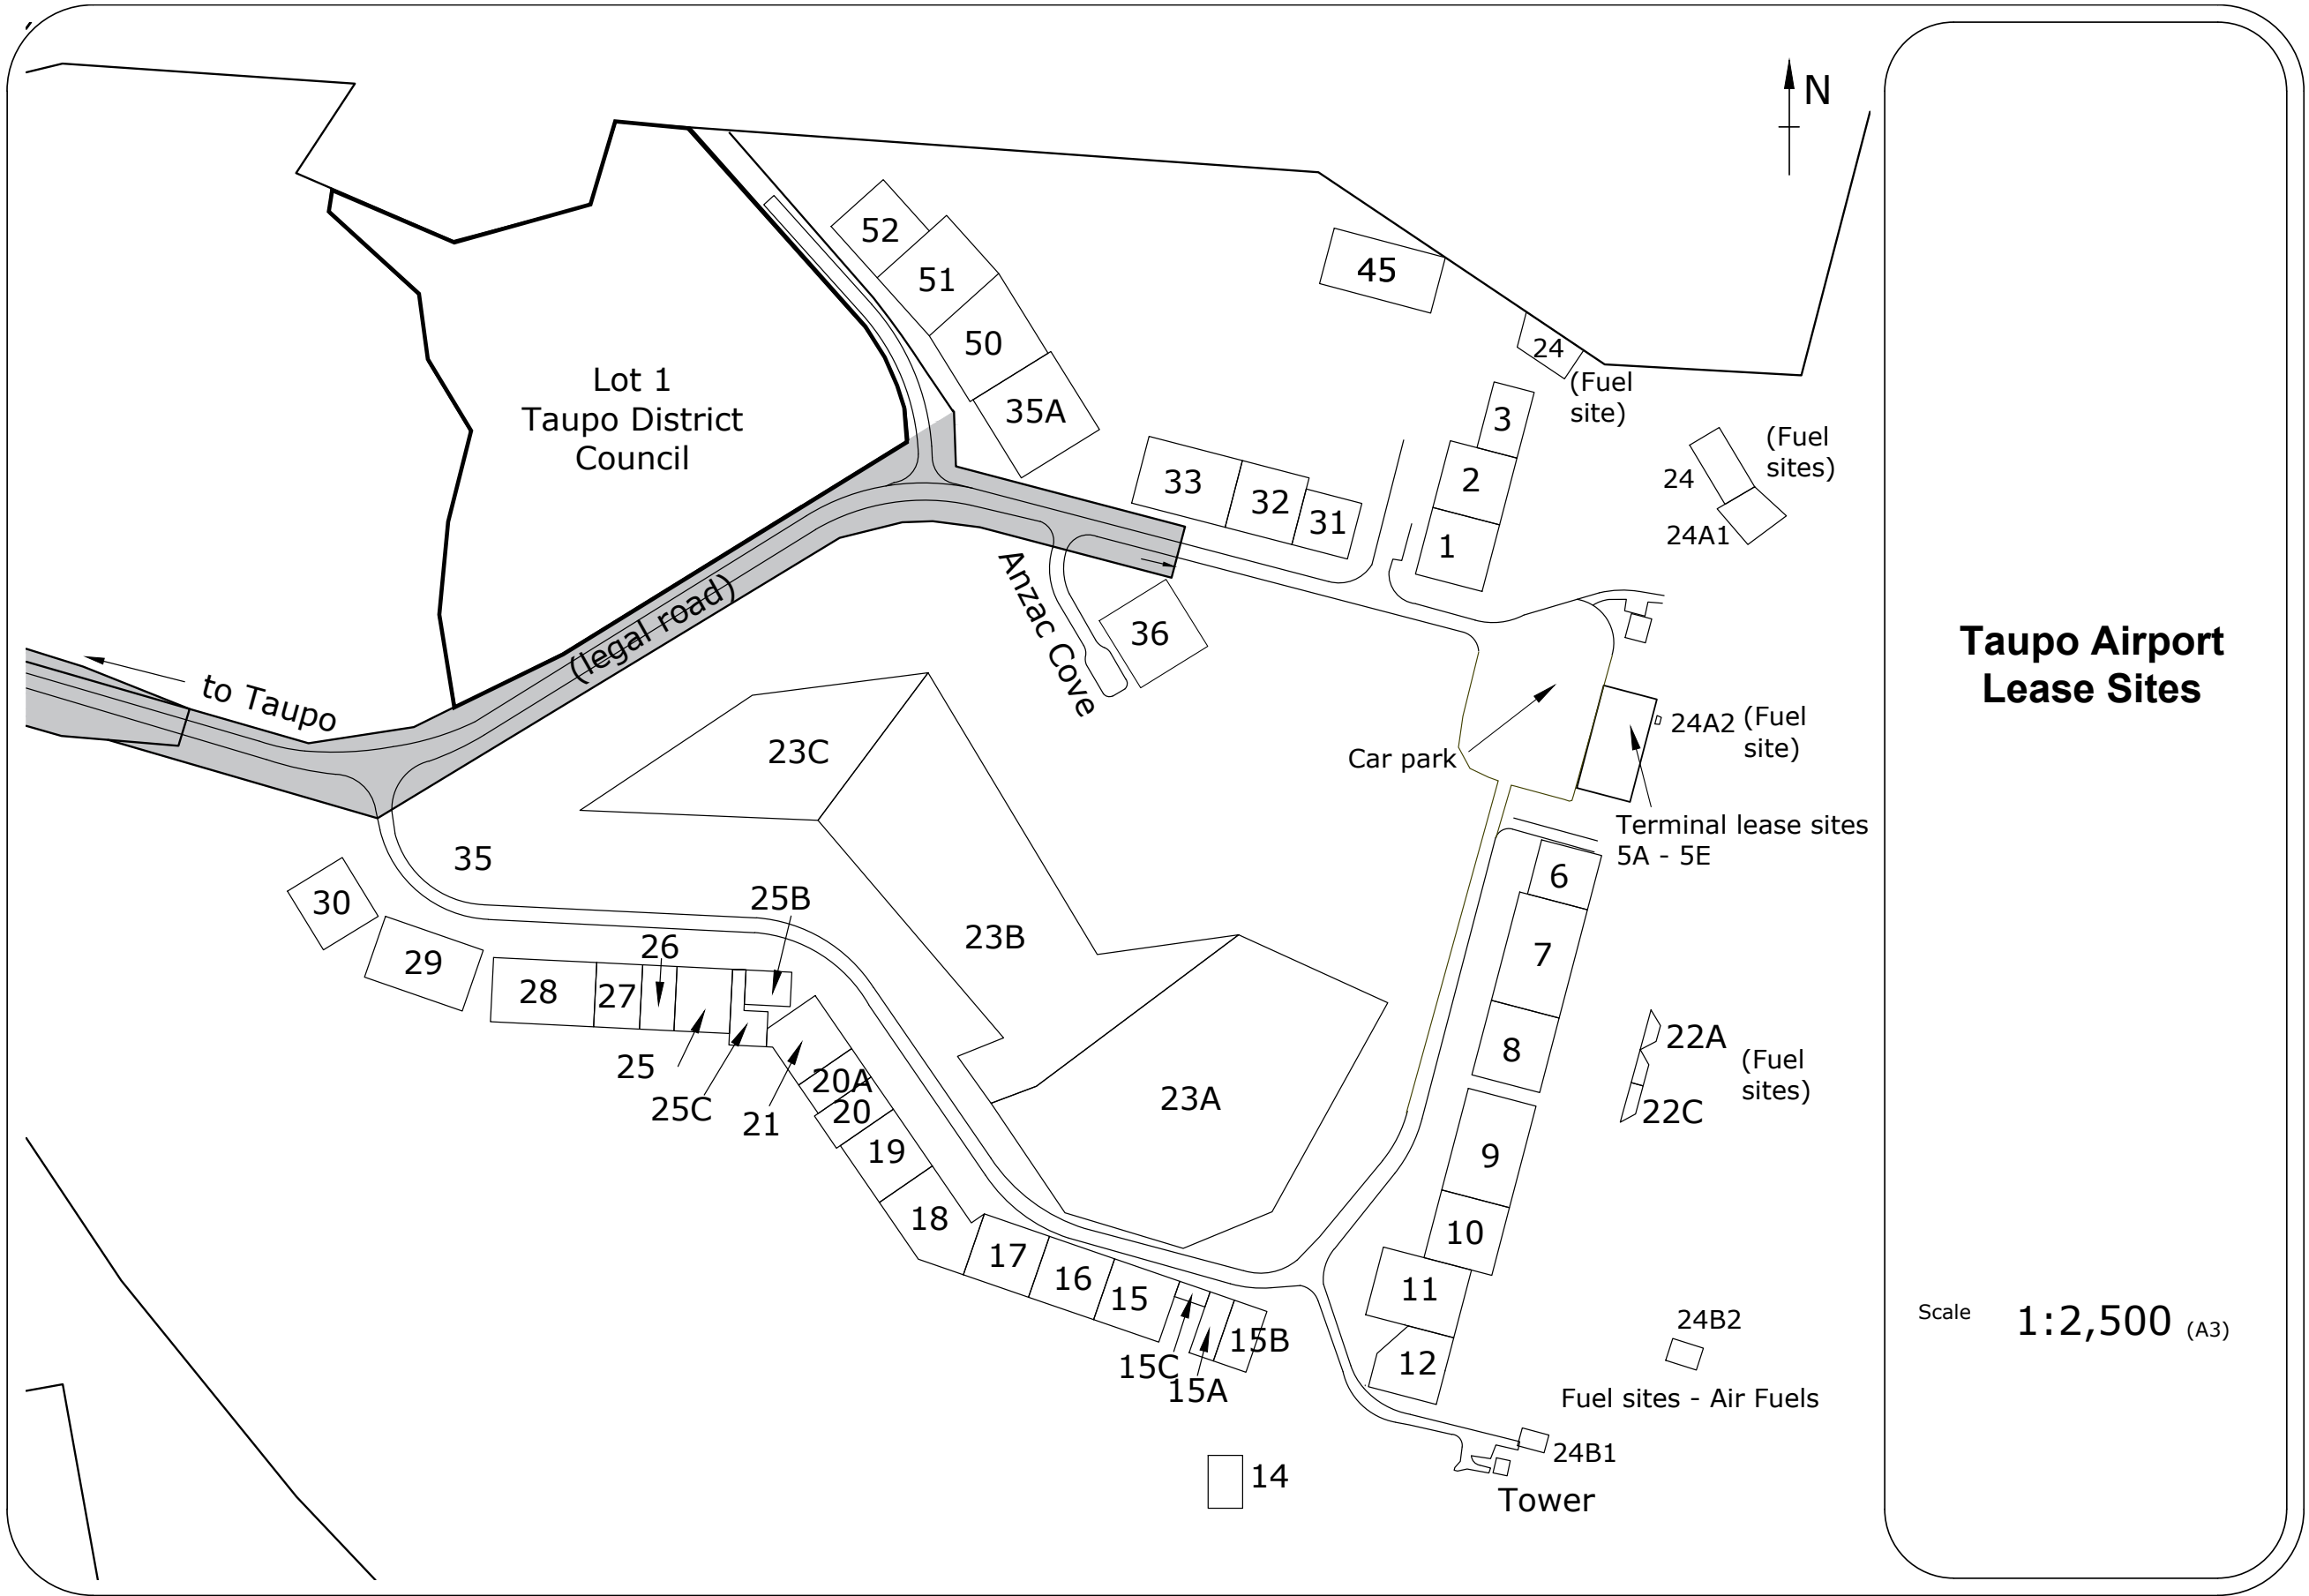 N
52
51
45
50
24
(Fuel
site)
Lot 1
Taupo District
Council
35A
3
(Fuel
sites)
33
32
31
2
24
1
24A1
(legal road)
Anzac Cove
36
to Taupo
Taupo Airport
Lease Sites
23C
Car park
24A2
(Fuel
site)
Terminal lease sites
5A - 5E
35
30
25B
6
26
23B
29
28
27
7
22A
(Fuel
sites)
8
25
20A
25C
21
20
23A
22C
19
9
18
10
17
16
15
11
15B
15C
15A
12
24B2
Scale
1:2,500 (A3)
Fuel sites - Air Fuels
24B1
14
Tower